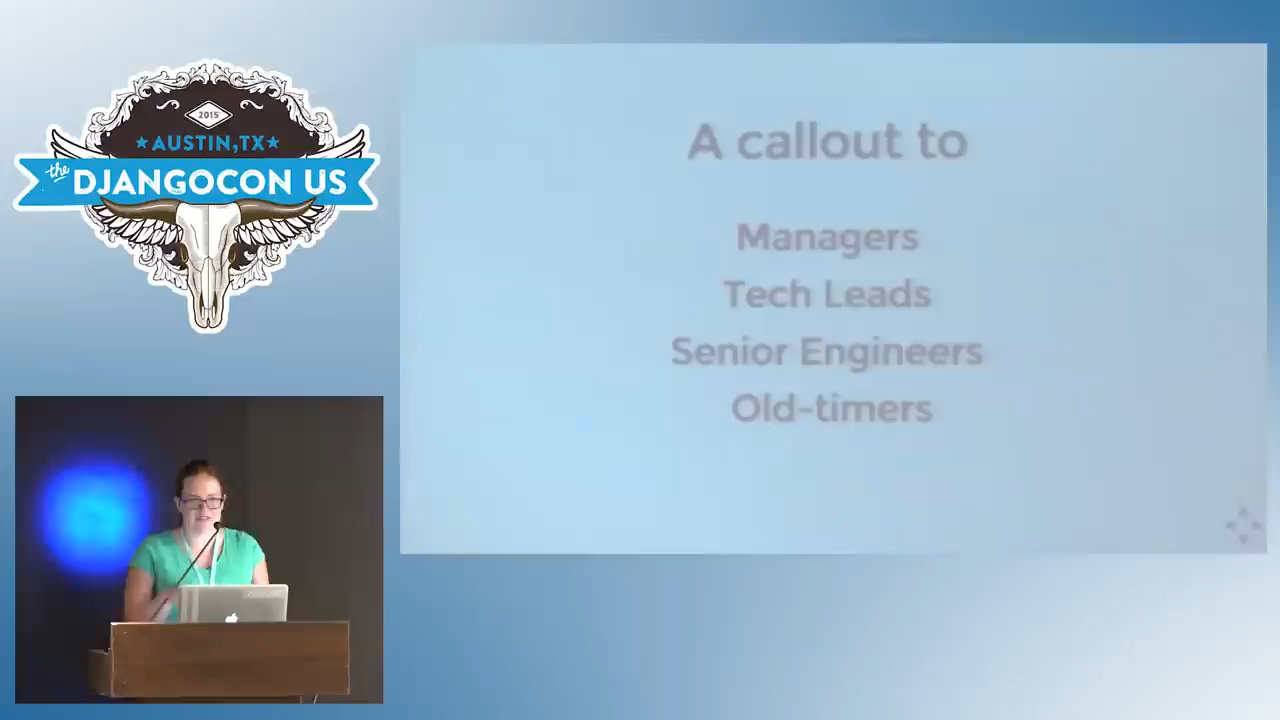 2015
AUSTIN, TX
the
DJANGOCON US
A callout to
Managers
Tech Leads
Senior Engineers
Old-timers